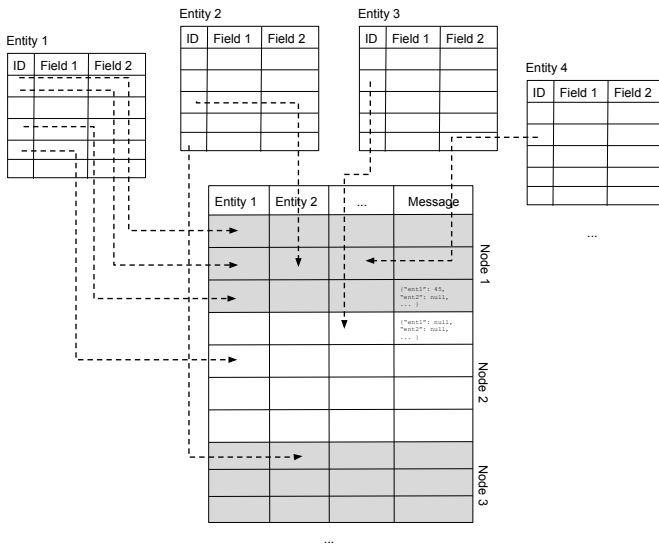 Entity 1
ID Field 1 Field 2
Entity 2
ID Field 1 Field 2
Entity 3
ID Field 1 Field 2
Entity 4
ID Field 1 Field 2
...
Entity 1 Entity 2 ... Message
{"ent1": 45,
"ent2": null,
... }
{"ent1": null,
"ent2": null,
... }
Node 1
Node 2
Node 3
...